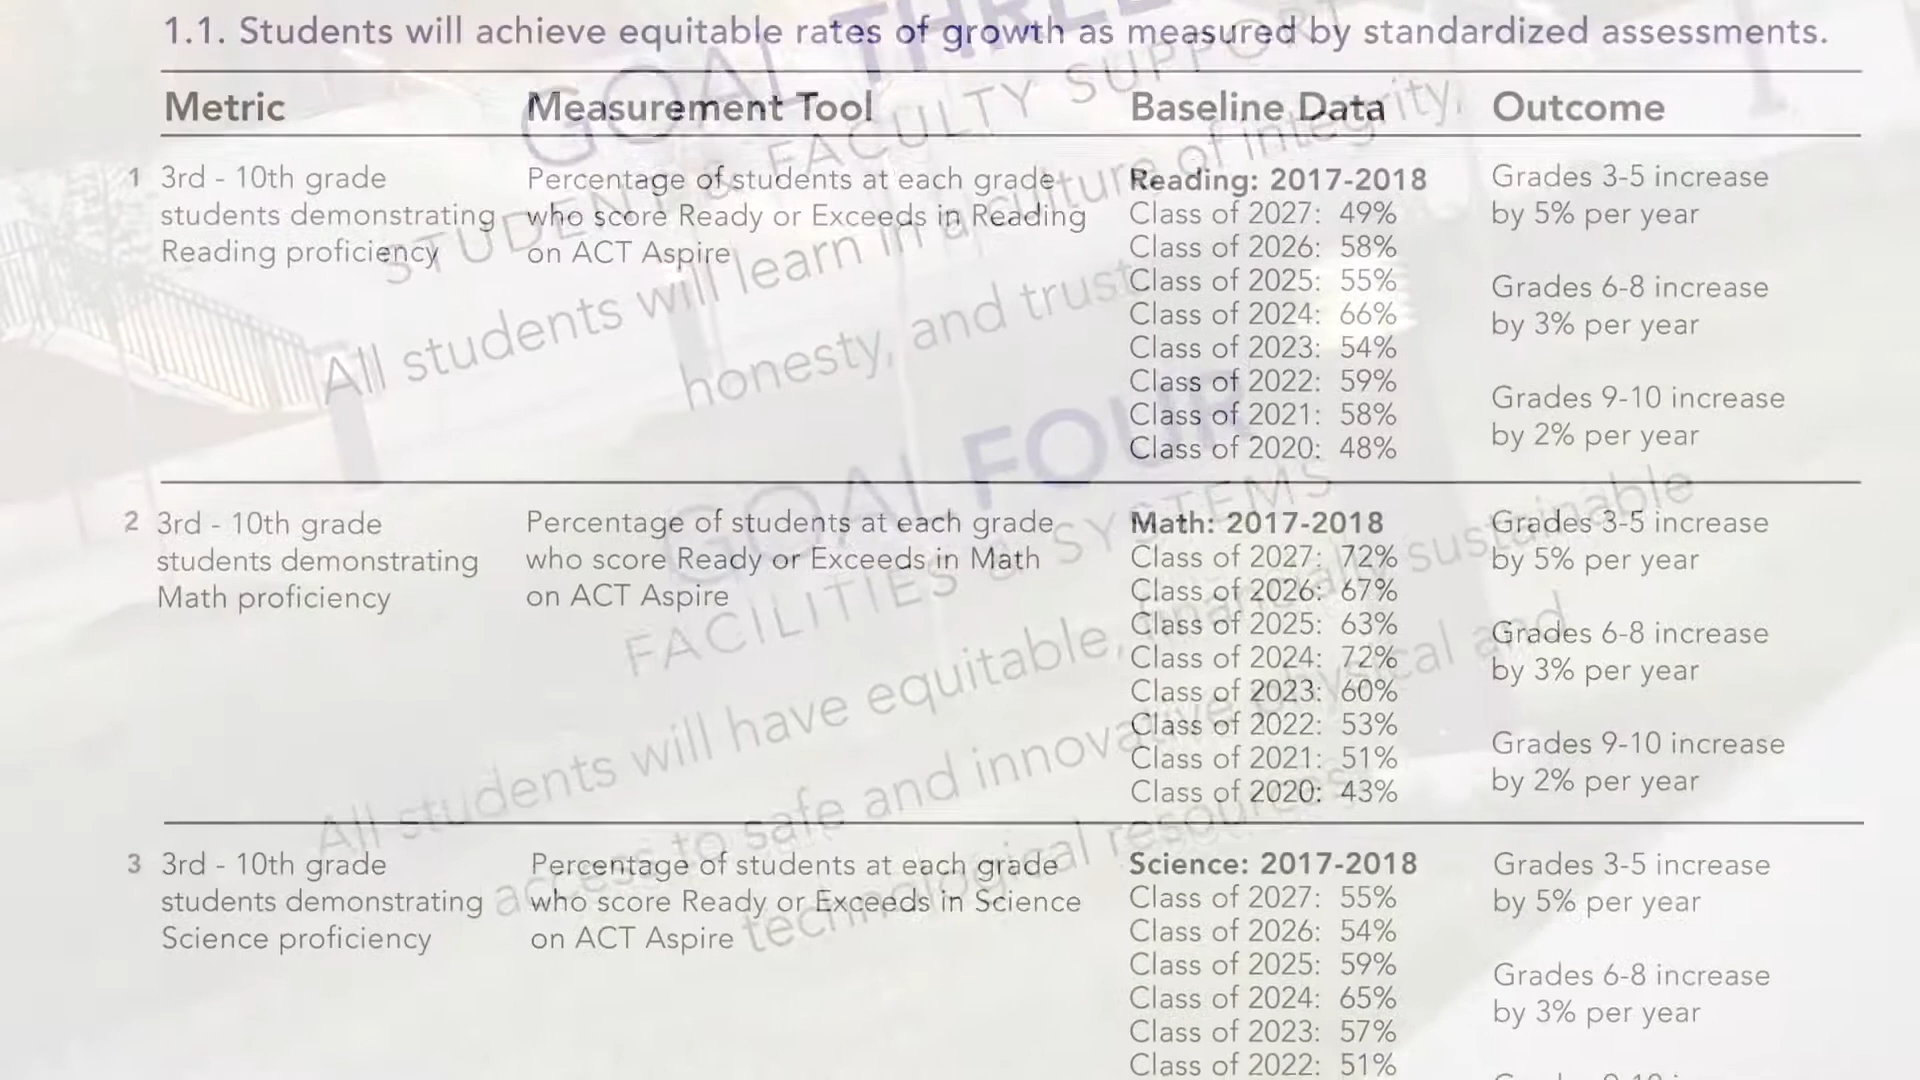 1.1. Students will achieve equitable rates of growth as measured by standardized assessments.
Metric Measurement Tool Baseline Data Outcome
1 3rd - 10th grade
students demonstrating
Reading proficiency
Percentage of students at each grade
who score Ready or Exceeds in Reading
on ACT Aspire
Reading: 2017-2018
Class of 2027: 49%
Class of 2026: 58%
Class of 2025: 55%
Class of 2024: 66%
Class of 2023: 54%
Class of 2022: 59%
Class of 2021: 58%
Class of 2020: 48%
Grades 3-5 increase
by 5% per year
Grades 6-8 increase
by 3% per year
Grades 9-10 increase
by 2% per year
2 3rd - 10th grade
students demonstrating
Math proficiency
Percentage of students at each grade
who score Ready or Exceeds in Math
on ACT Aspire
Math: 2017-2018
Class of 2027: 72%
Class of 2026: 67%
Class of 2025: 63%
Class of 2024: 72%
Class of 2023: 60%
Class of 2022: 53%
Class of 2021: 51%
Class of 2020: 43%
Grades 3-5 increase
by 5% per year
Grades 6-8 increase
by 3% per year
Grades 9-10 increase
by 2% per year
3 3rd - 10th grade
students demonstrating
Science proficiency
Percentage of students at each grade
who score Ready or Exceeds in Science
on ACT Aspire
Science: 2017-2018
Class of 2027: 55%
Class of 2026: 54%
Class of 2025: 59%
Class of 2024: 65%
Class of 2023: 57%
Class of 2022: 51%
Grades 3-5 increase
by 5% per year
Grades 6-8 increase
by 3% per year
GOAL THREE
STUDENT & FACULTY SUPPORT
All students will learn in a culture of integrity,
honesty, and trust
GOAL FOUR
FACILITIES & SYSTEMS
All students will have equitable, financially sustainable
access to safe and innovative physical and
technological resources